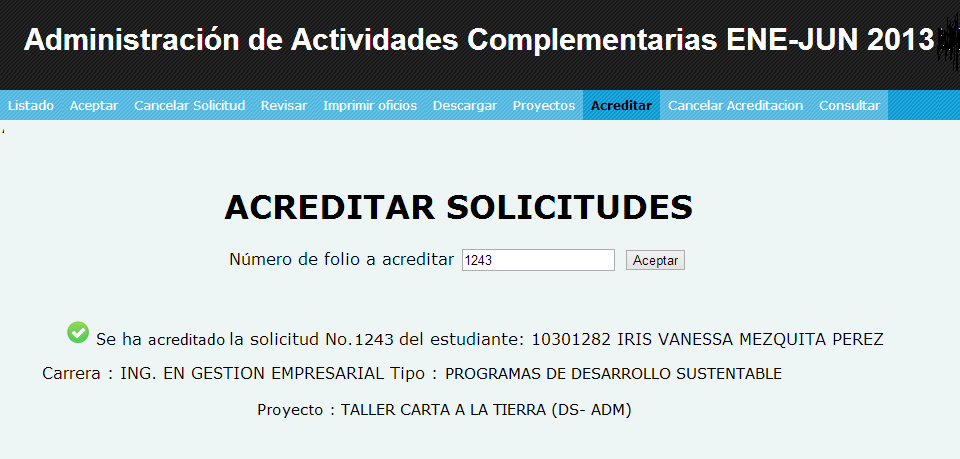 Administración de Actividades Complementarias ENE-JUN 2013
Listado Aceptar Cancelar Solicitud Revisar Imprimir oficios Descargar Proyectos Acreditar Cancelar Acreditacion Consultar
ACREDITAR SOLICITUDES
Número de folio a acreditar 1243 Aceptar
Se ha acreditado la solicitud No.1243 del estudiante: 10301282 IRIS VANESSA MEZQUITA PEREZ
Carrera : ING. EN GESTION EMPRESARIAL Tipo : PROGRAMAS DE DESARROLLO SUSTENTABLE
Proyecto : TALLER CARTA A LA TIERRA (DS- ADM)